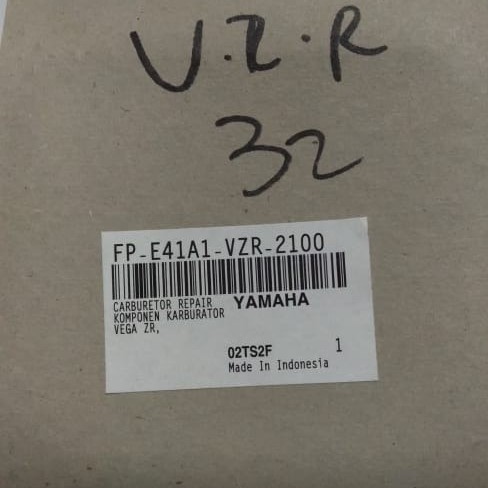 V.Z.R
32
FP-E41A1-VZR-2100
CARBURETOR REPAIR YAMAHA
KOMPONEN KARBURATOR
VEGA ZR,
02TS2F 1
Made In Indonesia